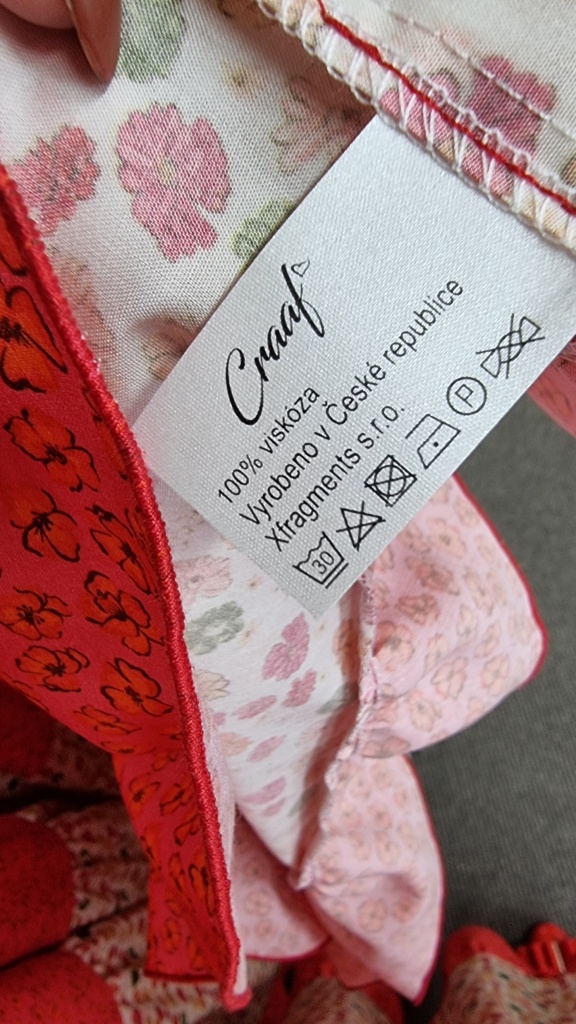 Craaf
100% viskóza
Vyrobeno v České republice
Xfragments s.r.o.
30 P